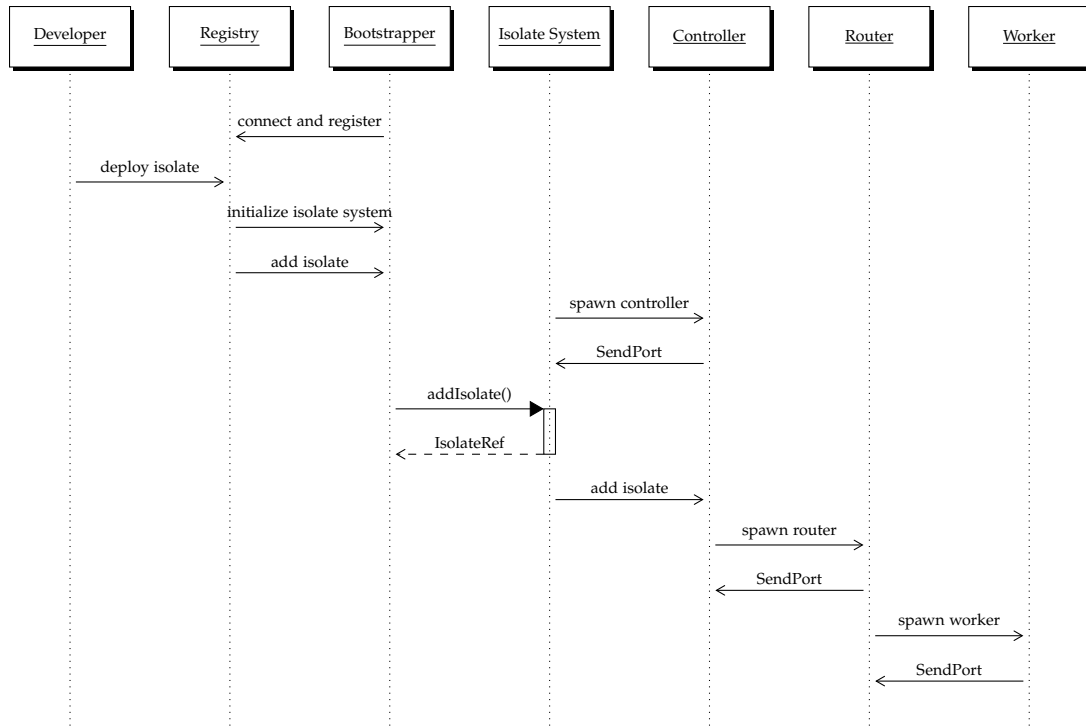 Developer
Registry
Bootstrapper
Isolate System
Controller
Router
Worker
connect and register
deploy isolate
initialize isolate system
add isolate
spawn controller
SendPort
addIsolate()
IsolateRef
add isolate
spawn router
SendPort
spawn worker
SendPort